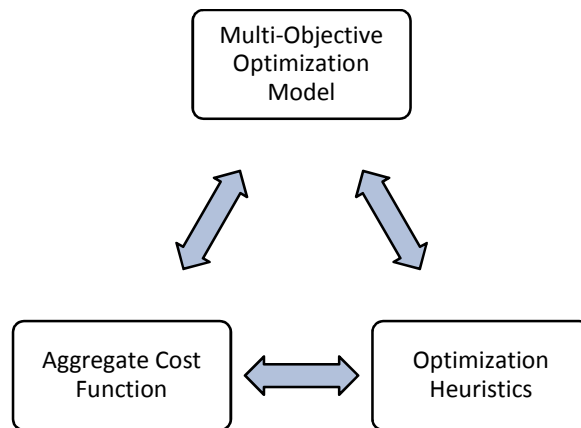 Multi-Objective
Optimization
Model
Aggregate Cost
Function
Optimization
Heuristics